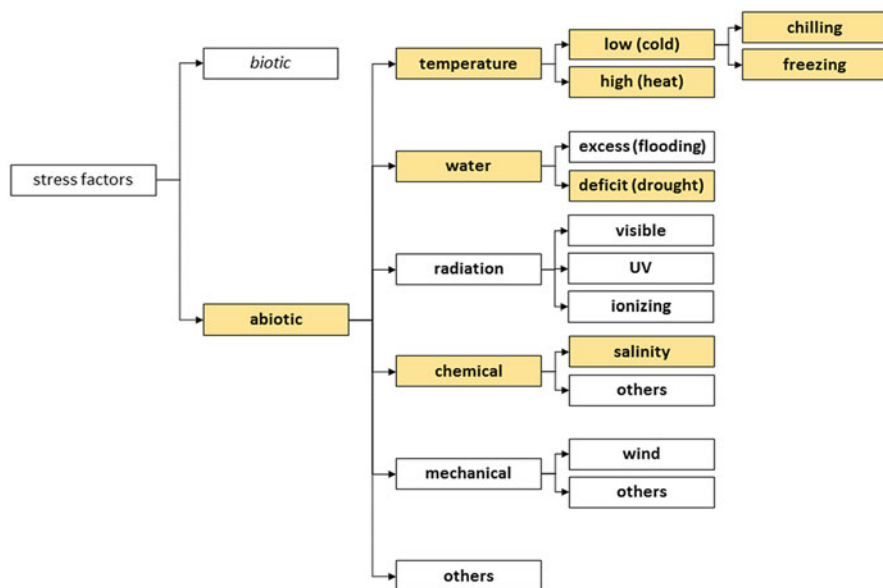 stress factors
biotic
abiotic
temperature
low (cold)
chilling
freezing
high (heat)
water
excess (flooding)
deficit (drought)
radiation
visible
UV
ionizing
chemical
salinity
others
mechanical
wind
others
others